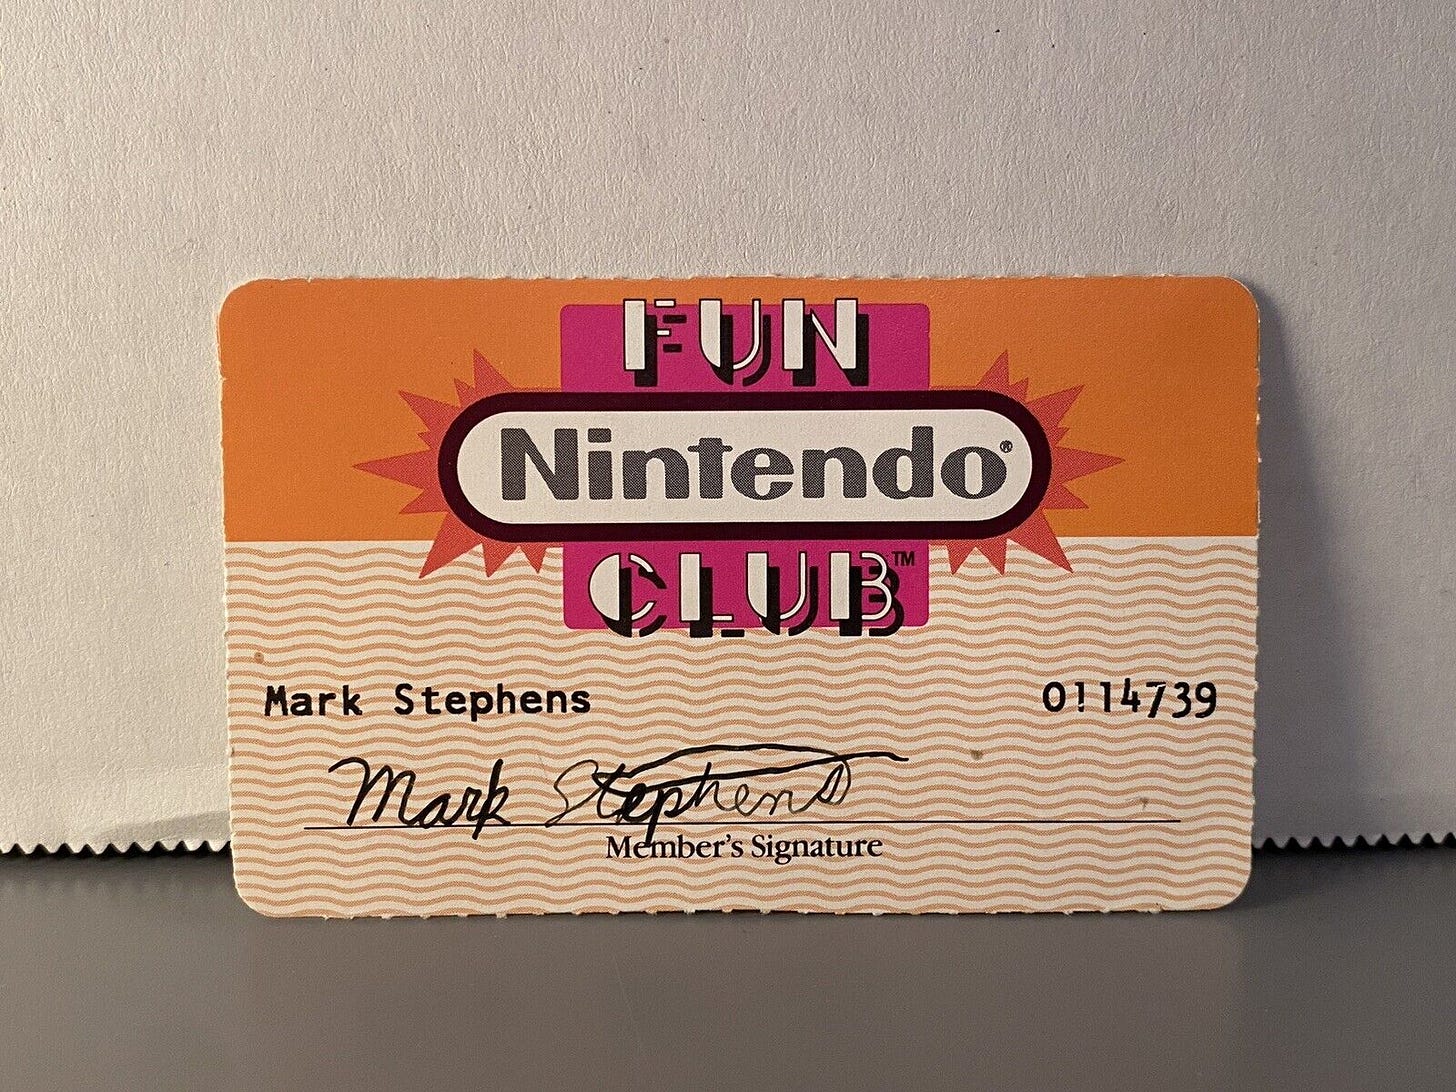 FUN
Nintendo®
CLUB™
Mark Stephens 0114739
Mark Stephens
Member's Signature